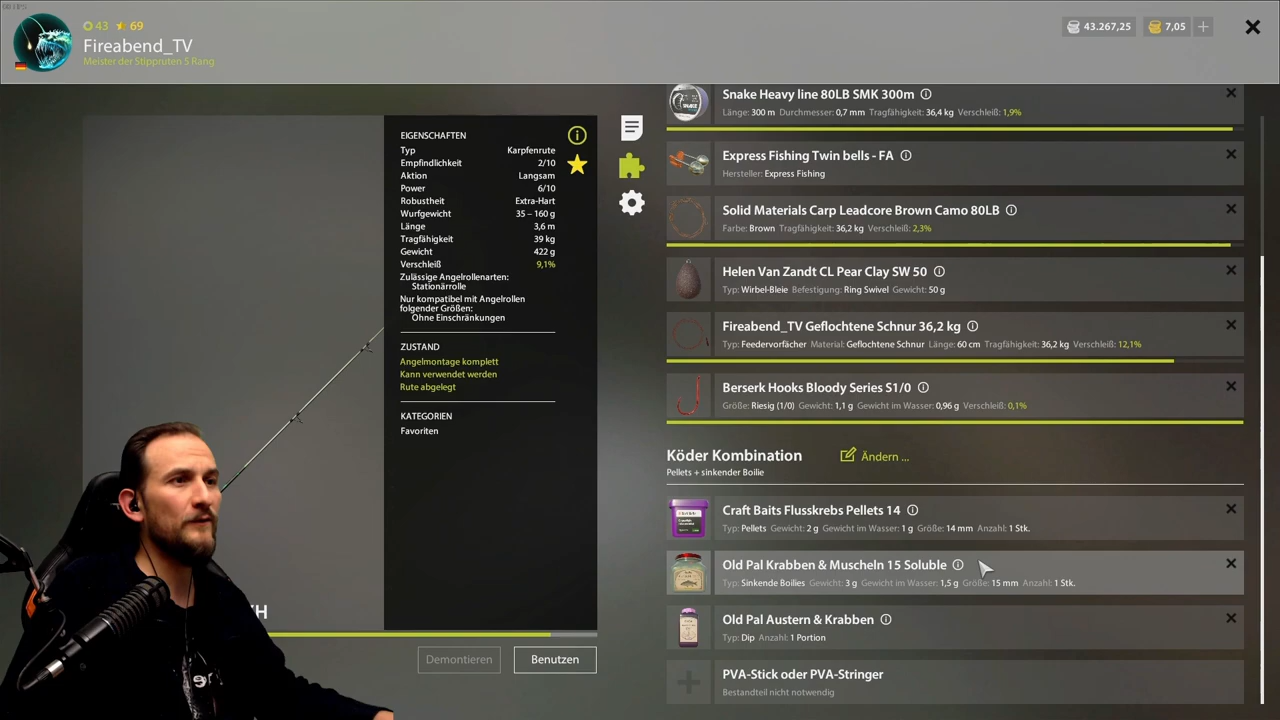 43 69
Fireabend_TV
Meister der Stippruten 5 Rang
43.267,25
7,05
EIGENSCHAFTEN
Typ Karpfenrute
Empfindlichkeit 2/10
Aktion Langsam
Power 6/10
Robustheit Extra-Hart
Wurfgewicht 35 – 160 g
Länge 3,6 m
Tragfähigkeit 39 kg
Gewicht 422 g
Verschleiß 9,1%
Zulässige Angelrollenarten:
Stationärrolle
Nur kompatibel mit Angelrollen
folgender Größen:
Ohne Einschränkungen
ZUSTAND
Angelmontage komplett
Kann verwendet werden
Rute abgelegt
KATEGORIEN
Favoriten
Demontieren
Benutzen
Snake Heavy line 80LB SMK 300m
Länge: 300 m Durchmesser: 0,7 mm Tragfähigkeit: 36,4 kg Verschleiß: 1,9%
Express Fishing Twin bells - FA
Hersteller: Express Fishing
Solid Materials Carp Leadcore Brown Camo 80LB
Farbe: Brown Tragfähigkeit: 36,2 kg Verschleiß: 2,3%
Helen Van Zandt CL Pear Clay SW 50
Typ: Wirbel-Bleie Befestigung: Ring Swivel Gewicht: 50 g
Fireabend_TV Geflochtene Schnur 36,2 kg
Typ: Feedervorfächer Material: Geflochtene Schnur Länge: 60 cm Tragfähigkeit: 36,2 kg Verschleiß: 12,1%
Berserk Hooks Bloody Series S1/0
Größe: Riesig (1/0) Gewicht: 1,1 g Gewicht im Wasser: 0,96 g Verschleiß: 0,1%
Köder Kombination Ändern ...
Pellets + sinkender Boilie
Craft Baits Flusskrebs Pellets 14
Typ: Pellets Gewicht: 2 g Gewicht im Wasser: 1 g Größe: 14 mm Anzahl: 1 Stk.
Old Pal Krabben & Muscheln 15 Soluble
Typ: Sinkende Boilies Gewicht: 3 g Gewicht im Wasser: 1,5 g Größe: 15 mm Anzahl: 1 Stk.
Old Pal Austern & Krabben
Typ: Dip Anzahl: 1 Portion
PVA-Stick oder PVA-Stringer
Bestandteil nicht notwendig